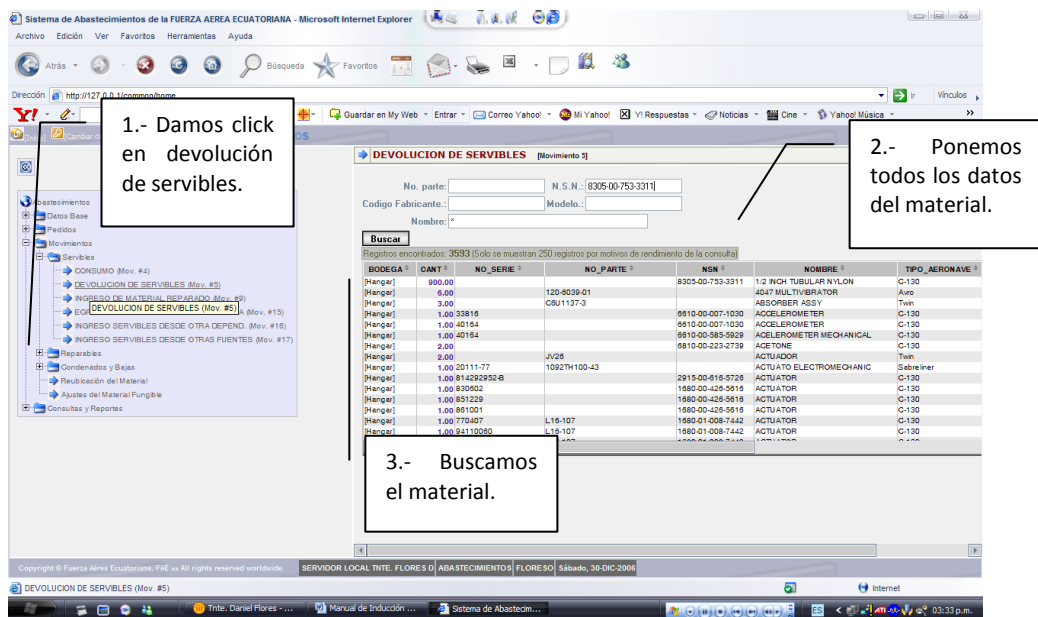 Sistema de Abastecimientos de la FUERZA AEREA ECUATORIANA - Microsoft Internet Explorer
Archivo Edición Ver Favoritos Herramientas Ayuda
Atrás Búsqueda Favoritos
Dirección http://127.0.0.1/common/home Ir Vínculos
Y! Guardar en My Web Entrar Correo Yahoo! Mi Yahoo! Y! Respuestas Noticias Cine Yahoo! Música »
[Inicio] [Cambiar c OS
1.- Damos click
en devolución
de servibles.
2.- Ponemos
todos los datos
del material.
3.- Buscamos
el material.
Abastecimientos
Datos Base
Pedidos
Movimientos
Servibles
CONSUMO (Mov. #4)
DEVOLUCION DE SERVIBLES (Mov. #5)
INGRESO DE MATERIAL REPARADO (Mov. #9)
DEVOLUCION DE SERVIBLES (Mov. #5)
EGR A (Mov. #15)
INGRESO SERVIBLES DESDE OTRA DEPEND. (Mov. #16)
INGRESO SERVIBLES DESDE OTRAS FUENTES (Mov. #17)
Reparables
Condenados y Bajas
Reubicación del Material
Ajustes del Material Fungible
Consultas y Reportes
DEVOLUCION DE SERVIBLES [Movimiento 5]
No. parte: N.S.N.: 8305-00-753-3311
Codigo Fabricante.: Modelo.:
Nombre: *
Buscar
Registros encontrados: 3593 (Solo se muestran 250 registros por motivos de rendimiento de la consulta)
BODEGA CANT NO_SERIE NO_PARTE NSN NOMBRE TIPO_AERONAVE
[Hangar] 900.00 8305-00-753-3311 1/2 INCH TUBULAR NYLON C-130
[Hangar] 6.00 120-6039-01 4047 MULTIVIBRATOR Avro
[Hangar] 3.00 C6U1137-3 ABSORBER ASSY Twin
[Hangar] 1.00 33816 6610-00-007-1030 ACCELEROMETER C-130
[Hangar] 1.00 40164 6610-00-007-1030 ACCELEROMETER C-130
[Hangar] 1.00 40164 6610-00-585-5929 ACELEROMETER MECHANICAL C-130
[Hangar] 2.00 6810-00-223-2739 ACETONE C-130
[Hangar] 2.00 JV26 ACTUADOR Twin
[Hangar] 1.00 20111-77 1092TH100-43 ACTUATO ELECTROMECHANIC Sabreliner
[Hangar] 1.00 814292952-B 2915-00-616-5726 ACTUATOR C-130
[Hangar] 1.00 830602 1680-00-426-5616 ACTUATOR C-130
[Hangar] 1.00 851229 1680-00-426-5616 ACTUATOR C-130
[Hangar] 1.00 861001 1680-00-426-5616 ACTUATOR C-130
[Hangar] 1.00 770407 L16-107 1680-01-008-7442 ACTUATOR C-130
[Hangar] 1.00 94110060 L16-107 1680-01-008-7442 ACTUATOR C-130
Copyright © Fuerza Aérea Ecuatoriana, FAE »» All rights reserved worldwide. SERVIDOR LOCAL TNTE. FLORES D ABASTECIMIENTOS FLORESO Sábado, 30-DIC-2006
DEVOLUCION DE SERVIBLES (Mov. #5) Internet
Tnte. Daniel Flores - ... Manual de Inducción ... Sistema de Abastecim... ES 03:33 p.m.